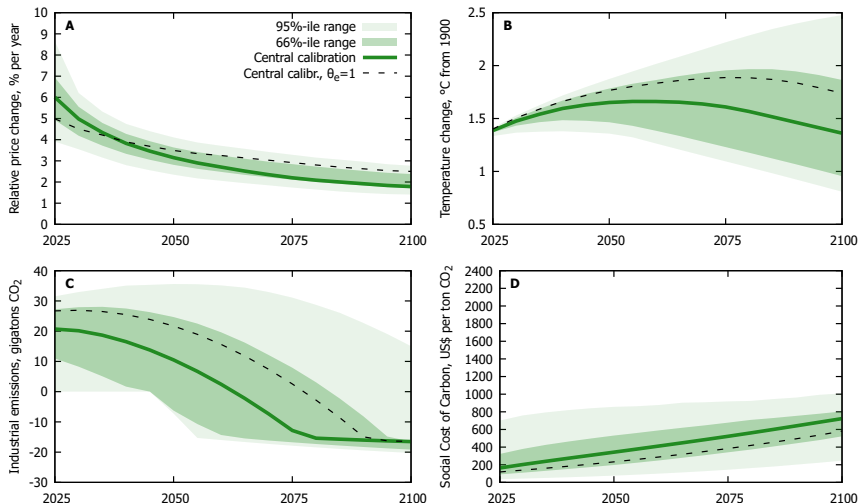 A
95%-ile range
66%-ile range
Central calibration
Central calibr., θe=1
Relative price change, % per year
10
9
8
7
6
5
4
3
2
1
0
2025 2050 2075 2100
B
Temperature change, °C from 1900
2.5
2
1.5
1
0.5
2025 2050 2075 2100
C
Industrial emissions, gigatons CO2
40
30
20
10
0
-10
-20
-30
2025 2050 2075 2100
D
Social Cost of Carbon, US$ per ton CO2
2400
2200
2000
1800
1600
1400
1200
1000
800
600
400
200
0
2025 2050 2075 2100